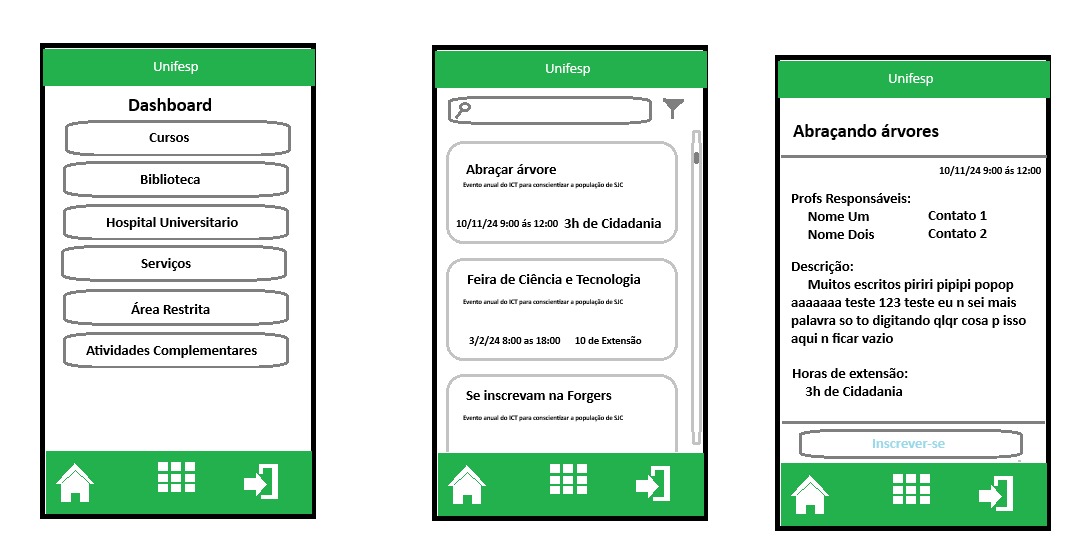 Unifesp
Dashboard
Cursos
Biblioteca
Hospital Universitario
Serviços
Área Restrita
Atividades Complementares
Unifesp
Abraçar árvore
Evento anual do ICT para conscientizar a população de SJC
10/11/24 9:00 ás 12:00 3h de Cidadania
Feira de Ciência e Tecnologia
Evento anual do ICT para conscientizar a população de SJC
3/2/24 8:00 as 18:00 10 de Extensão
Se inscrevam na Forgers
Evento anual do ICT para conscientizar a população de SJC
Unifesp
Abraçando árvores
10/11/24 9:00 ás 12:00
Profs Responsáveis:
Nome Um Contato 1
Nome Dois Contato 2
Descrição:
Muitos escritos piriri pipipi popop
aaaaaaa teste 123 teste eu n sei mais
palavra so to digitando qlqr cosa p isso
aqui n ficar vazio
Horas de extensão:
3h de Cidadania
Inscrever-se